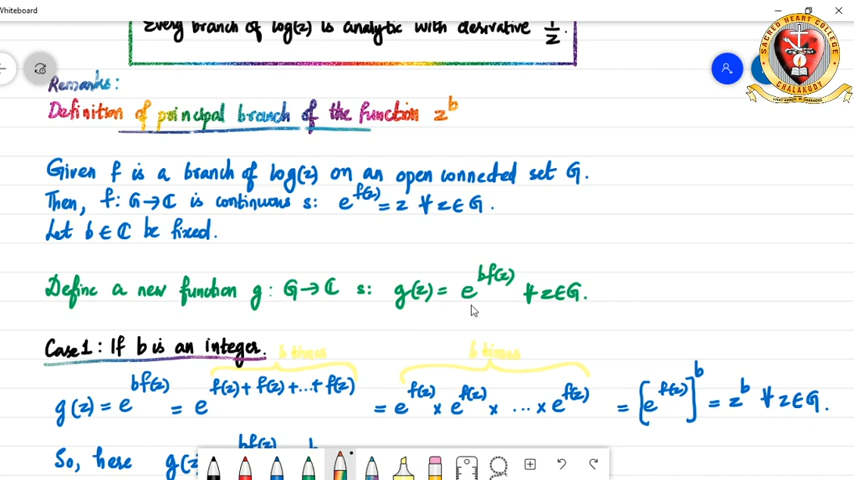 Whiteboard
Every branch of log(z) is analytic with derivative 1/z.
SACRED HEART COLLEGE
CHALAKUDY
Remarks:
Definition of principal branch of the function z^b
Given f is a branch of log(z) on an open connected set G.
Then, f: G→ℂ is continuous s: e^f(z) = z ∀ z∈G.
Let b∈ℂ be fixed.
Define a new function g: G→ℂ s: g(z) = e^bf(z) ∀ z∈G.
Case 1: If b is an integer.
b times b times
g(z) = e^bf(z) = e^f(z)+f(z)+...+f(z) = e^f(z) × e^f(z) × ... × e^f(z) = [e^f(z)]^b = z^b ∀ z∈G.
So, here g(z) bf(z) b